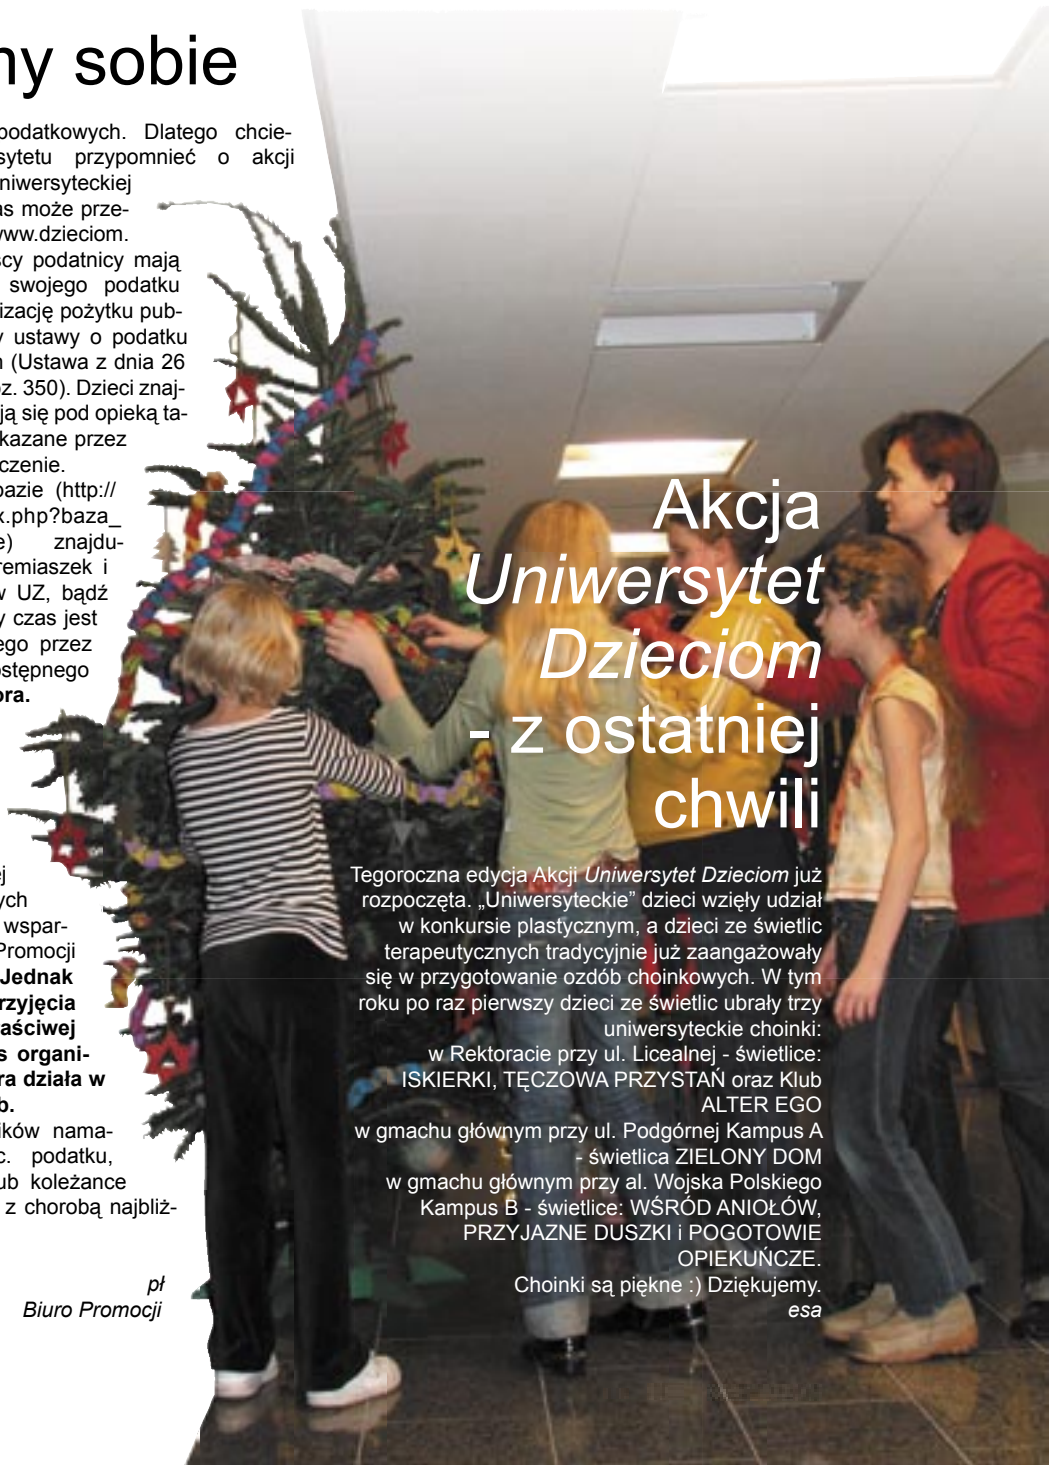 ny sobie
podatkowych. Dlatego chcie-
sytetu przypomnieć o akcji
niwersyteckiej
as może prze-
www.dzieciom.
scy podatnicy mają
swojego podatku
izację pożytku pub-
y ustawy o podatku
h (Ustawa z dnia 26
oz. 350). Dzieci znaj-
ją się pod opieką ta-
kazane przez
czenie.
bazie (http://
x.php?baza_
e) znajdu-
remiaszek i
w UZ, bądź
y czas jest
ego przez
ostępnego
ora.
ej
ych
wspar-
Promocji
Jednak
rzyjęcia
aściwej
s organi-
ra działa w
b.
ików nama-
c. podatku,
ub koleżance
z chorobą najbliż-
pł
Biuro Promocji
Akcja
Uniwersytet
Dzieciom
- z ostatniej
chwili
Tegoroczna edycja Akcji Uniwersytet Dzieciom już
rozpoczęta. „Uniwersyteckie” dzieci wzięły udział
w konkursie plastycznym, a dzieci ze świetlic
terapeutycznych tradycyjnie już zaangażowały
się w przygotowanie ozdób choinkowych. W tym
roku po raz pierwszy dzieci ze świetlic ubrały trzy
uniwersyteckie choinki:
w Rektoracie przy ul. Licealnej - świetlice:
ISKIERKI, TĘCZOWA PRZYSTAŃ oraz Klub
ALTER EGO
w gmachu głównym przy ul. Podgórnej Kampus A
- świetlica ZIELONY DOM
w gmachu głównym przy al. Wojska Polskiego
Kampus B - świetlice: WŚRÓD ANIOŁÓW,
PRZYJAZNE DUSZKI i POGOTOWIE
OPIEKUŃCZE.
Choinki są piękne :) Dziękujemy.
esa